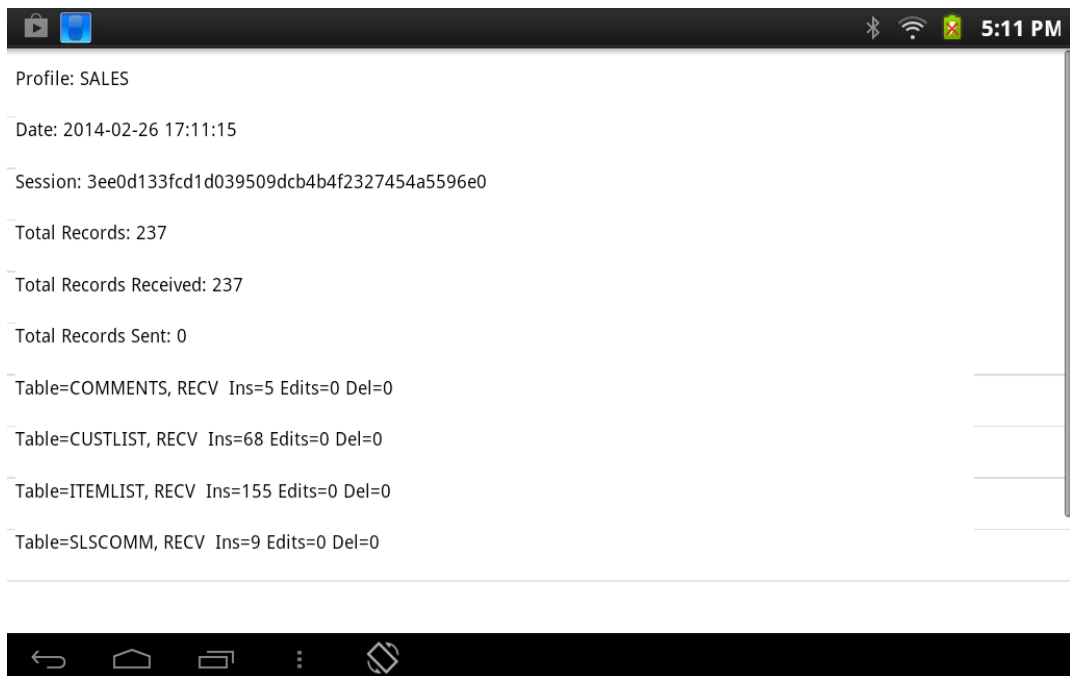 5:11 PM
Profile: SALES
Date: 2014-02-26 17:11:15
Session: 3ee0d133fcd1d039509dcb4b4f2327454a5596e0
Total Records: 237
Total Records Received: 237
Total Records Sent: 0
Table=COMMENTS, RECV  Ins=5 Edits=0 Del=0
Table=CUSTLIST, RECV  Ins=68 Edits=0 Del=0
Table=ITEMLIST, RECV  Ins=155 Edits=0 Del=0
Table=SLSCOMM, RECV  Ins=9 Edits=0 Del=0